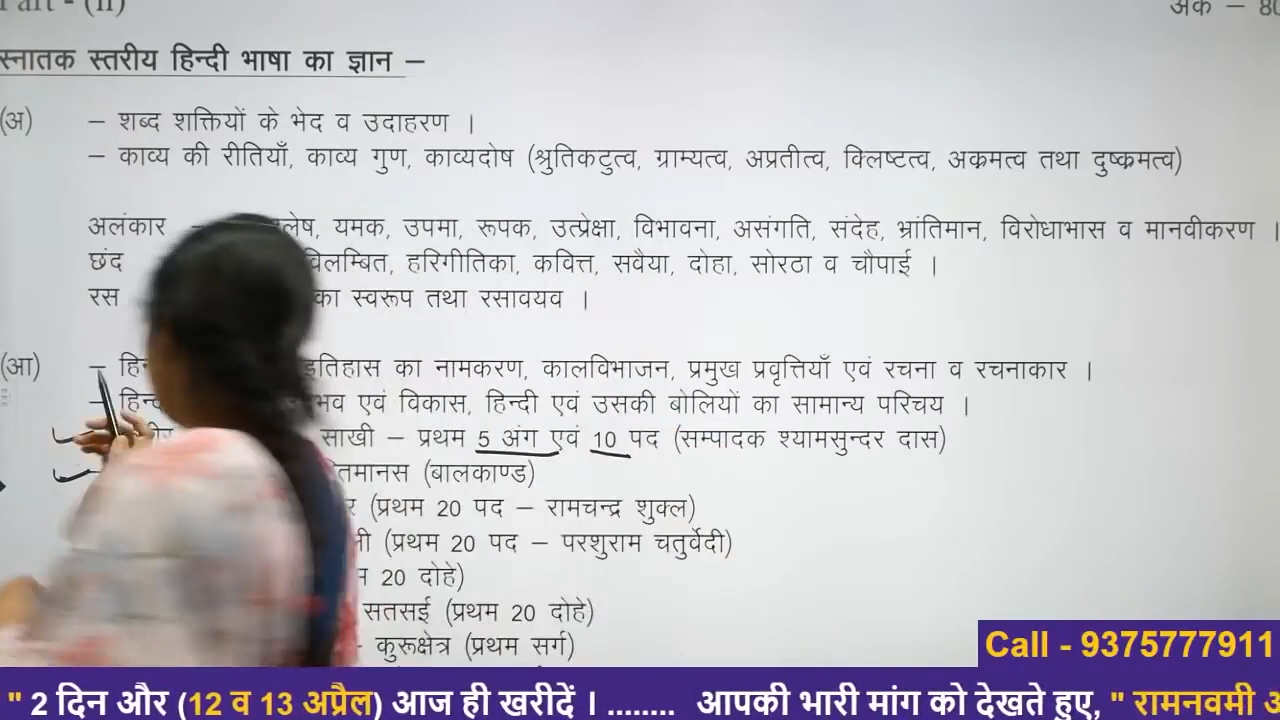 Part - (II) अंक – 80
स्नातक स्तरीय हिन्दी भाषा का ज्ञान –
(अ) – शब्द शक्तियों के भेद व उदाहरण ।
– काव्य की रीतियाँ, काव्य गुण, काव्यदोष (श्रुतिकटुत्व, ग्राम्यत्व, अप्रतीत्व, क्लिष्टत्व, अक्रमत्व तथा दुष्क्रमत्व)
अलंकार – यमक, उपमा, रूपक, उत्प्रेक्षा, विभावना, असंगति, संदेह, भ्रांतिमान, विरोधाभास व मानवीकरण ।
छंद विलम्बित, हरिगीतिका, कवित्त, सवैया, दोहा, सोरठा व चौपाई ।
रस का स्वरूप तथा रसावयव ।
(आ) – इतिहास का नामकरण, कालविभाजन, प्रमुख प्रवृत्तियाँ एवं रचना व रचनाकार ।
– एवं विकास, हिन्दी एवं उसकी बोलियों का सामान्य परिचय ।
साखी – प्रथम 5 अंग एवं 10 पद (सम्पादक श्यामसुन्दर दास)
(बालकाण्ड)
(प्रथम 20 पद – रामचन्द्र शुक्ल)
(प्रथम 20 पद – परशुराम चतुर्वेदी)
20 दोहे)
सतसई (प्रथम 20 दोहे)
– कुरूक्षेत्र (प्रथम सर्ग)
Call - 9375777911
" 2 दिन और (12 व 13 अप्रैल) आज ही खरीदें । ........ आपकी भारी मांग को देखते हुए, " रामनवमी